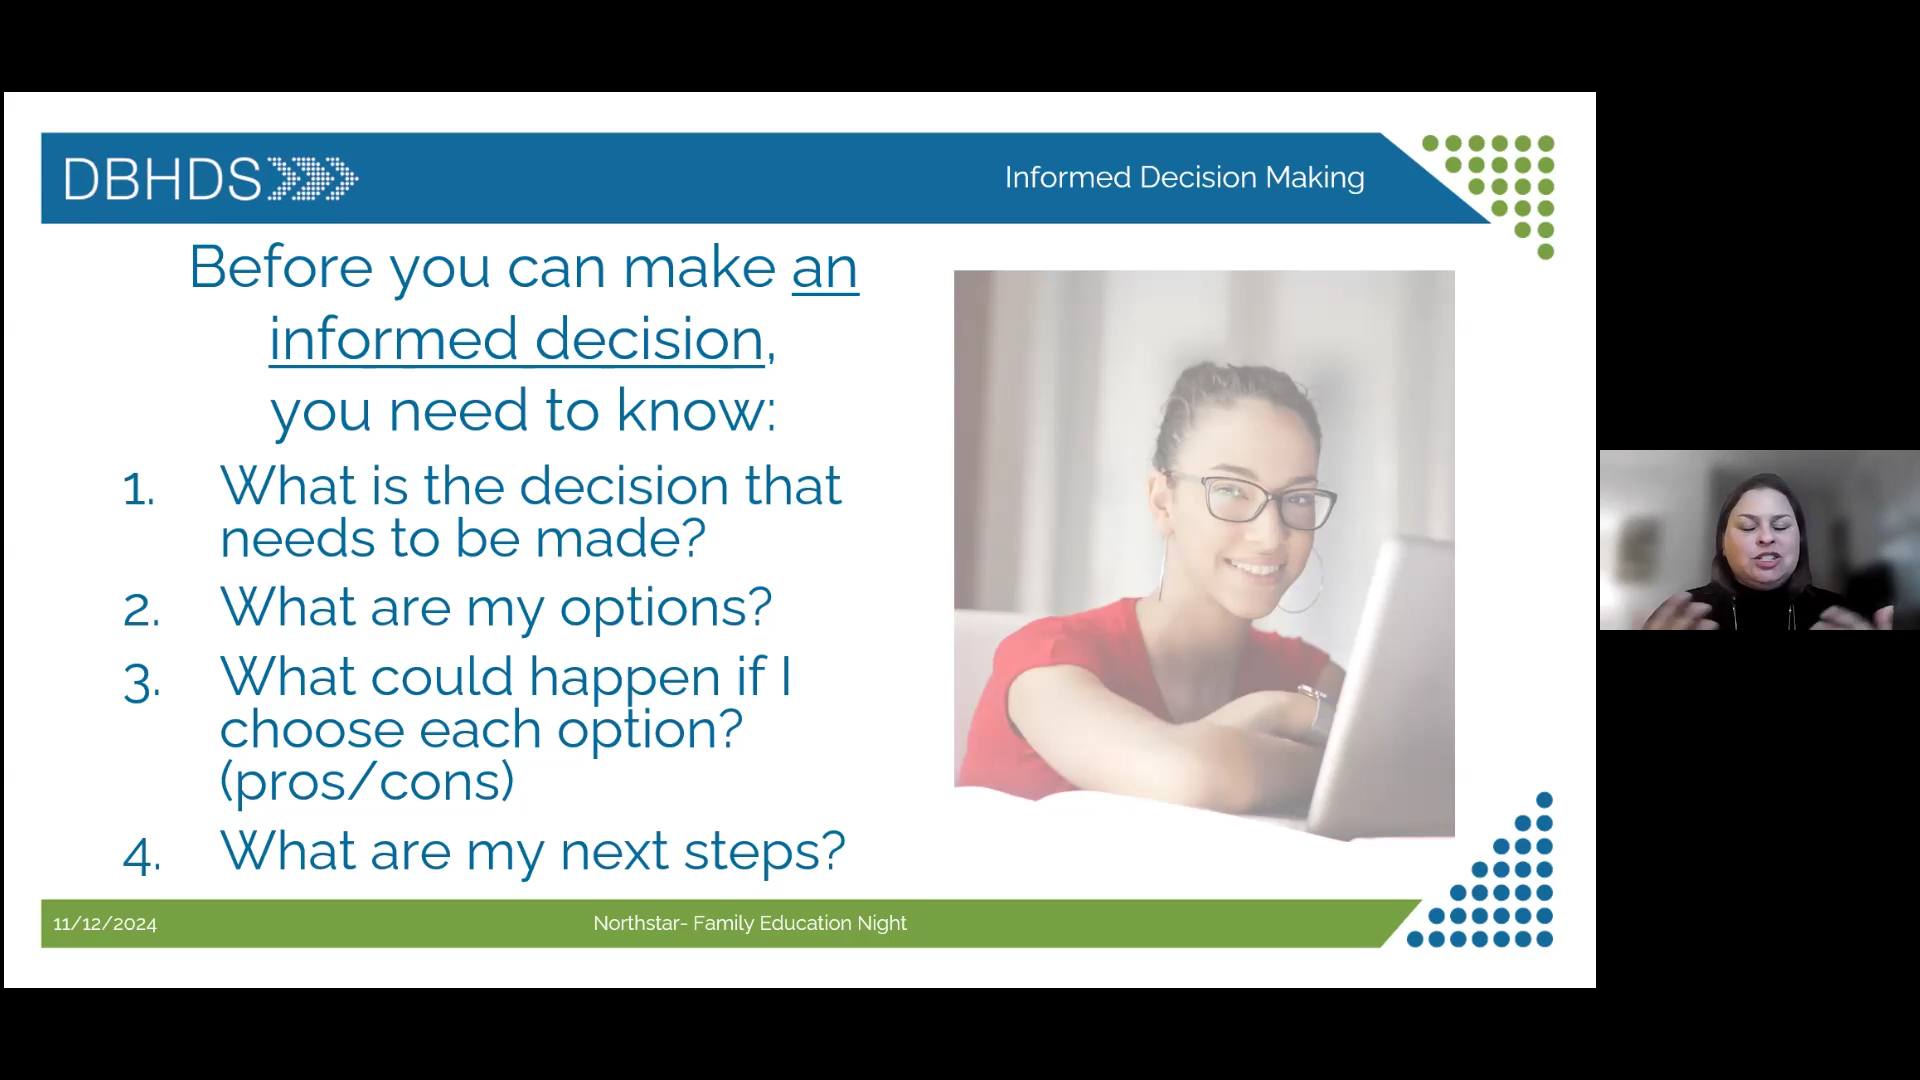 DBHDS
Informed Decision Making
Before you can make an
informed decision,
you need to know:
1. What is the decision that
needs to be made?
2. What are my options?
3. What could happen if I
choose each option?
(pros/cons)
4. What are my next steps?
11/12/2024
Northstar- Family Education Night